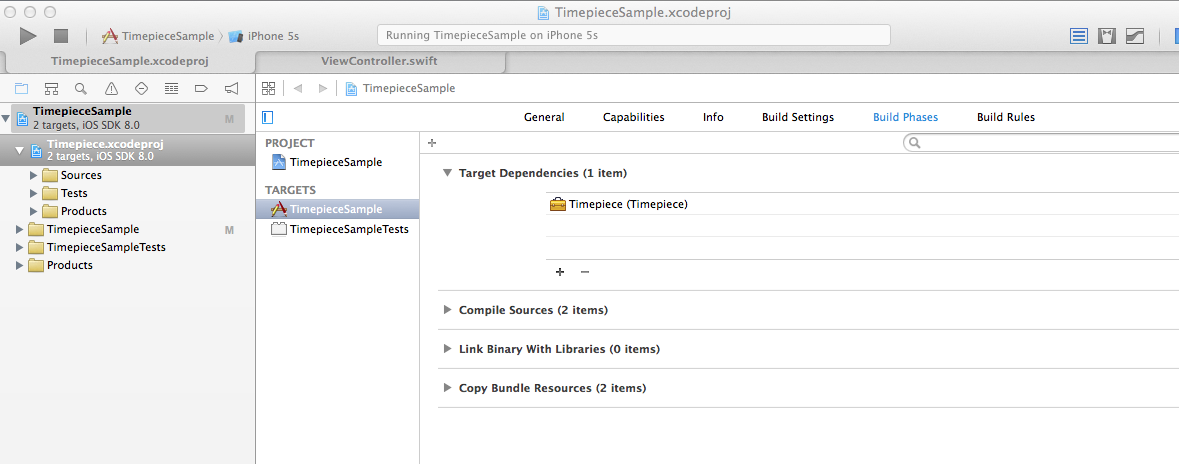 TimepieceSample.xcodeproj
TimepieceSample iPhone 5s
Running TimepieceSample on iPhone 5s
TimepieceSample.xcodeproj
ViewController.swift
TimepieceSample
TimepieceSample
2 targets, iOS SDK 8.0
M
Timepiece.xcodeproj
2 targets, iOS SDK 8.0
Sources
Tests
Products
TimepieceSample
M
TimepieceSampleTests
Products
General Capabilities Info Build Settings Build Phases Build Rules
PROJECT
TimepieceSample
TARGETS
TimepieceSample
TimepieceSampleTests
Target Dependencies (1 item)
Timepiece (Timepiece)
Compile Sources (2 items)
Link Binary With Libraries (0 items)
Copy Bundle Resources (2 items)